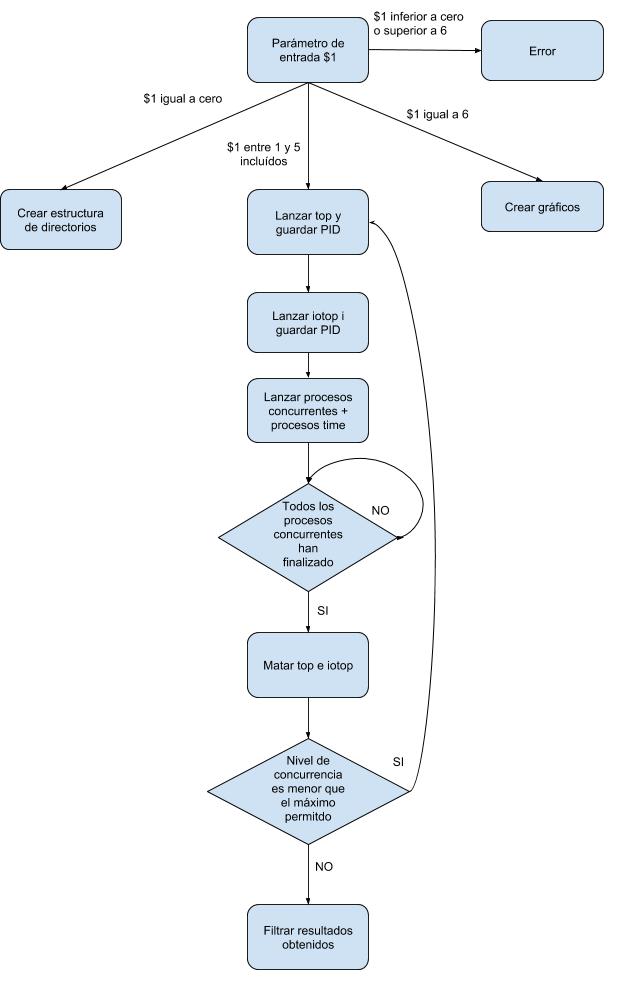 $1 inferior a cero
o superior a 6
Parámetro de
entrada $1
Error
$1 igual a cero
$1 igual a 6
$1 entre 1 y 5
incluídos
Crear estructura
de directorios
Lanzar top y
guardar PID
Crear gráficos
Lanzar iotop i
guardar PID
Lanzar procesos
concurrentes +
procesos time
Todos los
procesos
concurrentes
han
finalizado
NO
SI
Matar top e iotop
Nivel de
concurrencia
es menor que
el máximo
permitdo
SI
NO
Filtrar resultados
obtenidos